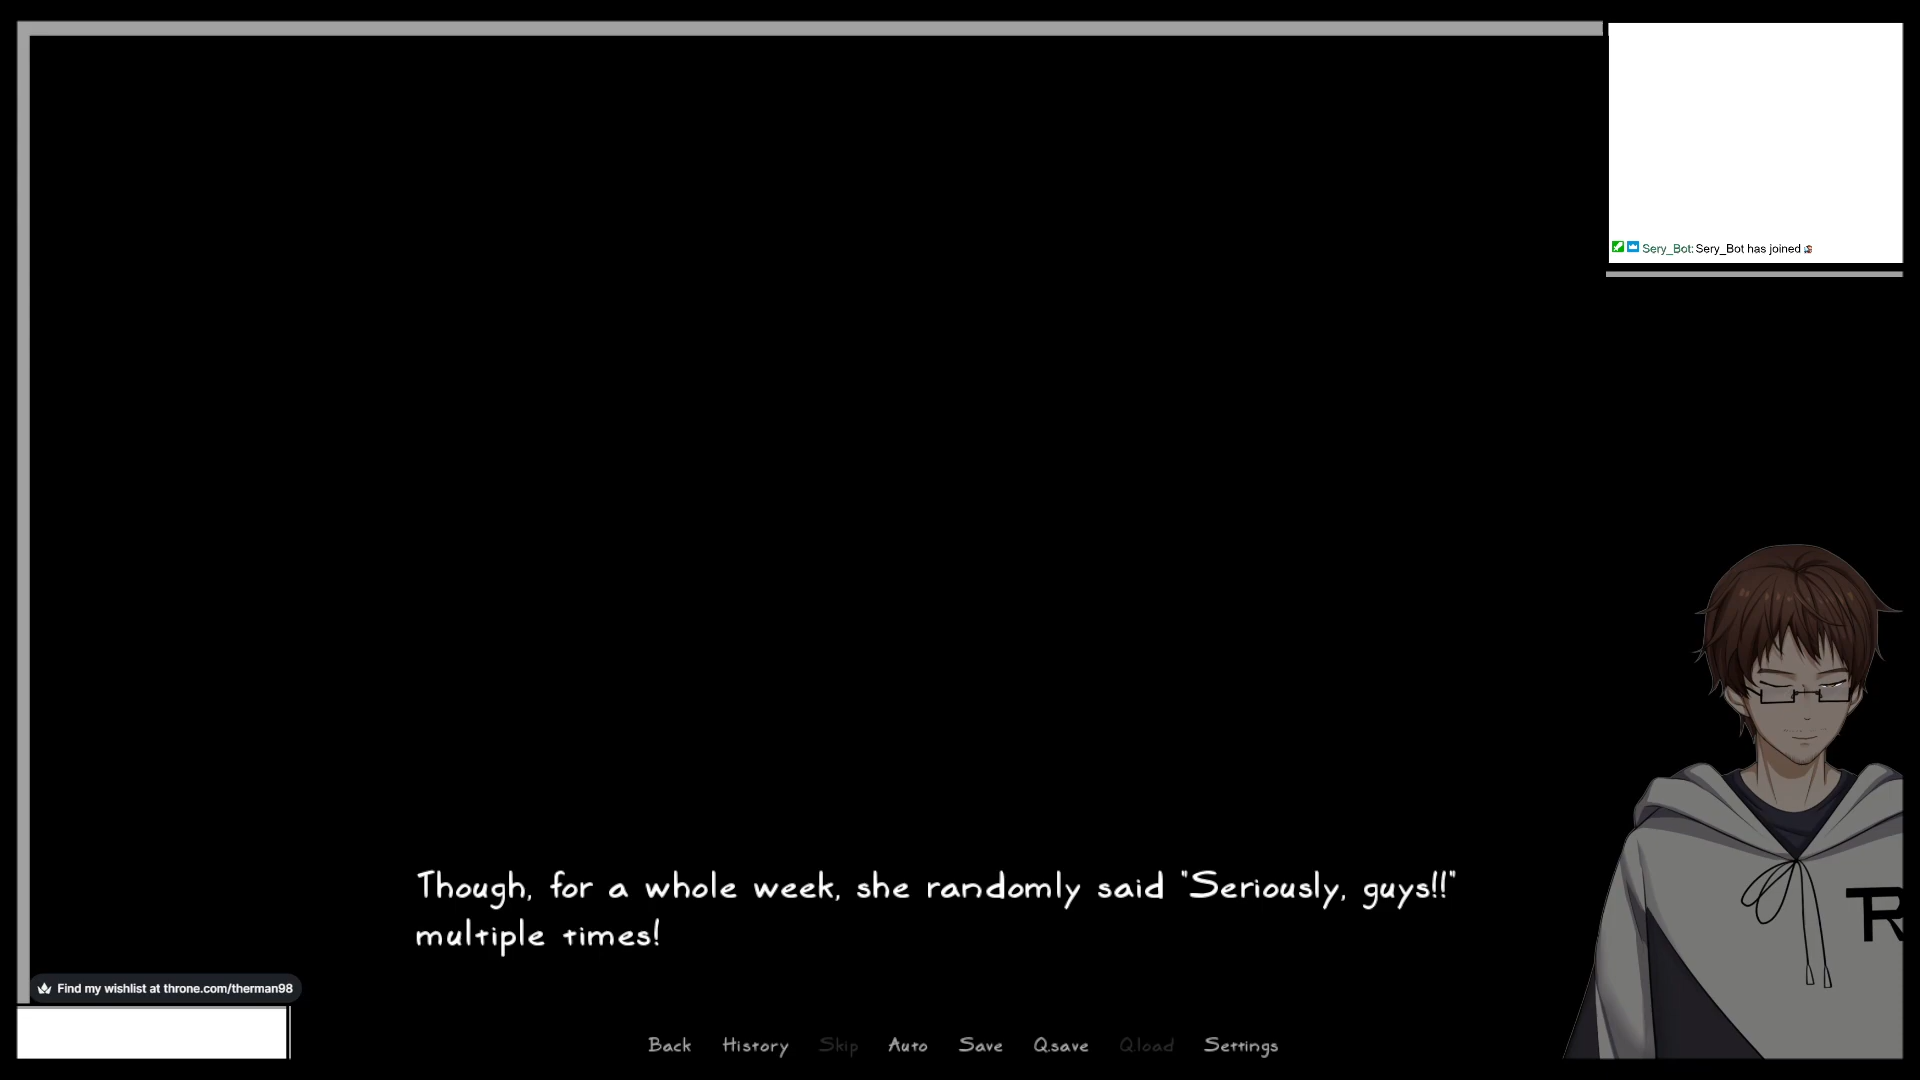 Sery_Bot: Sery_Bot has joined
Though, for a whole week, she randomly said "Seriously, guys!!"
multiple times!
TR
Find my wishlist at throne.com/therman98
Back History Skip Auto Save Q.save Q.load Settings